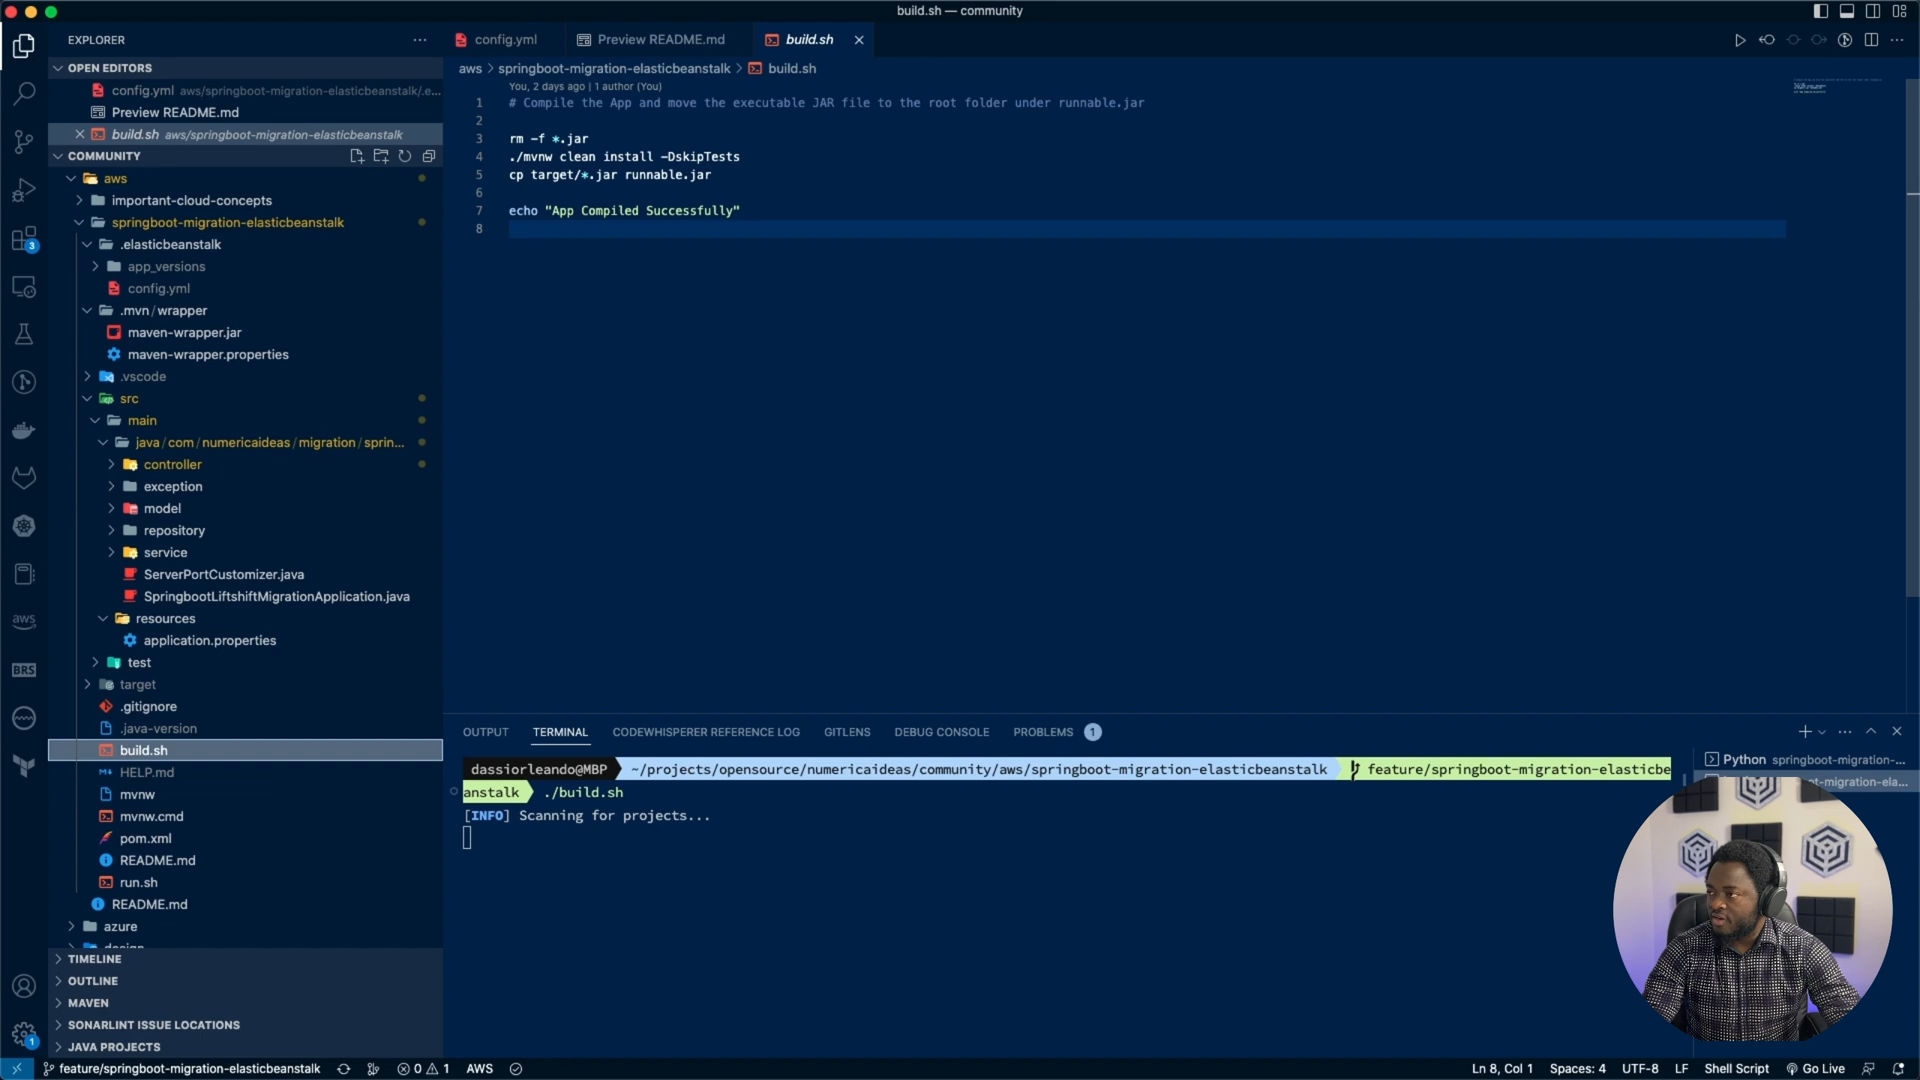 build.sh — community
EXPLORER
OPEN EDITORS
config.yml aws/springboot-migration-elasticbeanstalk/.e...
Preview README.md
build.sh aws/springboot-migration-elasticbeanstalk
COMMUNITY
aws
important-cloud-concepts
springboot-migration-elasticbeanstalk
.elasticbeanstalk
app_versions
config.yml
.mvn/wrapper
maven-wrapper.jar
maven-wrapper.properties
.vscode
src
main
java/com/numericaideas/migration/sprin...
controller
exception
model
repository
service
ServerPortCustomizer.java
SpringbootLiftshiftMigrationApplication.java
resources
application.properties
test
target
.gitignore
.java-version
build.sh
HELP.md
mvnw
mvnw.cmd
pom.xml
README.md
run.sh
README.md
azure
design
TIMELINE
OUTLINE
MAVEN
SONARLINT ISSUE LOCATIONS
JAVA PROJECTS
3
aws
BRS
1
config.yml
Preview README.md
build.sh
aws > springboot-migration-elasticbeanstalk > build.sh
You, 2 days ago | 1 author (You)
1 # Compile the App and move the executable JAR file to the root folder under runnable.jar
2
3 rm -f *.jar
4 ./mvnw clean install -DskipTests
5 cp target/*.jar runnable.jar
6
7 echo "App Compiled Successfully"
8
OUTPUT TERMINAL CODEWHISPERER REFERENCE LOG GITLENS DEBUG CONSOLE PROBLEMS 1
dassiorleando@MBP ~/projects/opensource/numericaideas/community/aws/springboot-migration-elasticbeanstalk feature/springboot-migration-elasticbe
anstalk ./build.sh
[INFO] Scanning for projects...
Python springboot-migration-...
ot-migration-ela...
feature/springboot-migration-elasticbeanstalk 0 1 AWS
Ln 8, Col 1 Spaces: 4 UTF-8 LF Shell Script Go Live